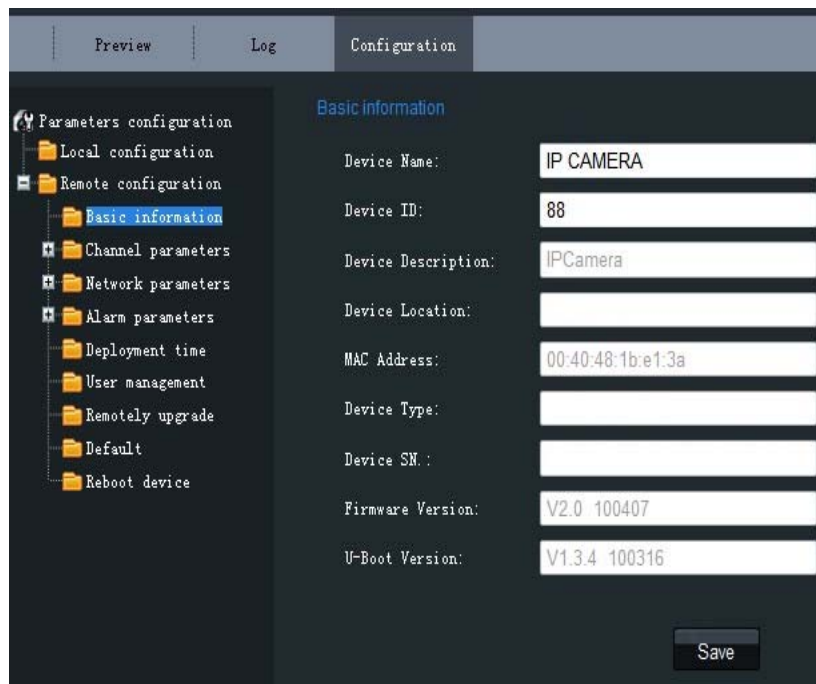 Preview Log Configuration
Parameters configuration
Local configuration
Remote configuration
Basic information
Channel parameters
Network parameters
Alarm parameters
Deployment time
User management
Remotely upgrade
Default
Reboot device
Basic information
Device Name: IP CAMERA
Device ID: 88
Device Description: IPCamera
Device Location:
MAC Address: 00:40:48:1b:e1:3a
Device Type:
Device SN.:
Firmware Version: V2.0 100407
U-Boot Version: V1.3.4 100316
Save